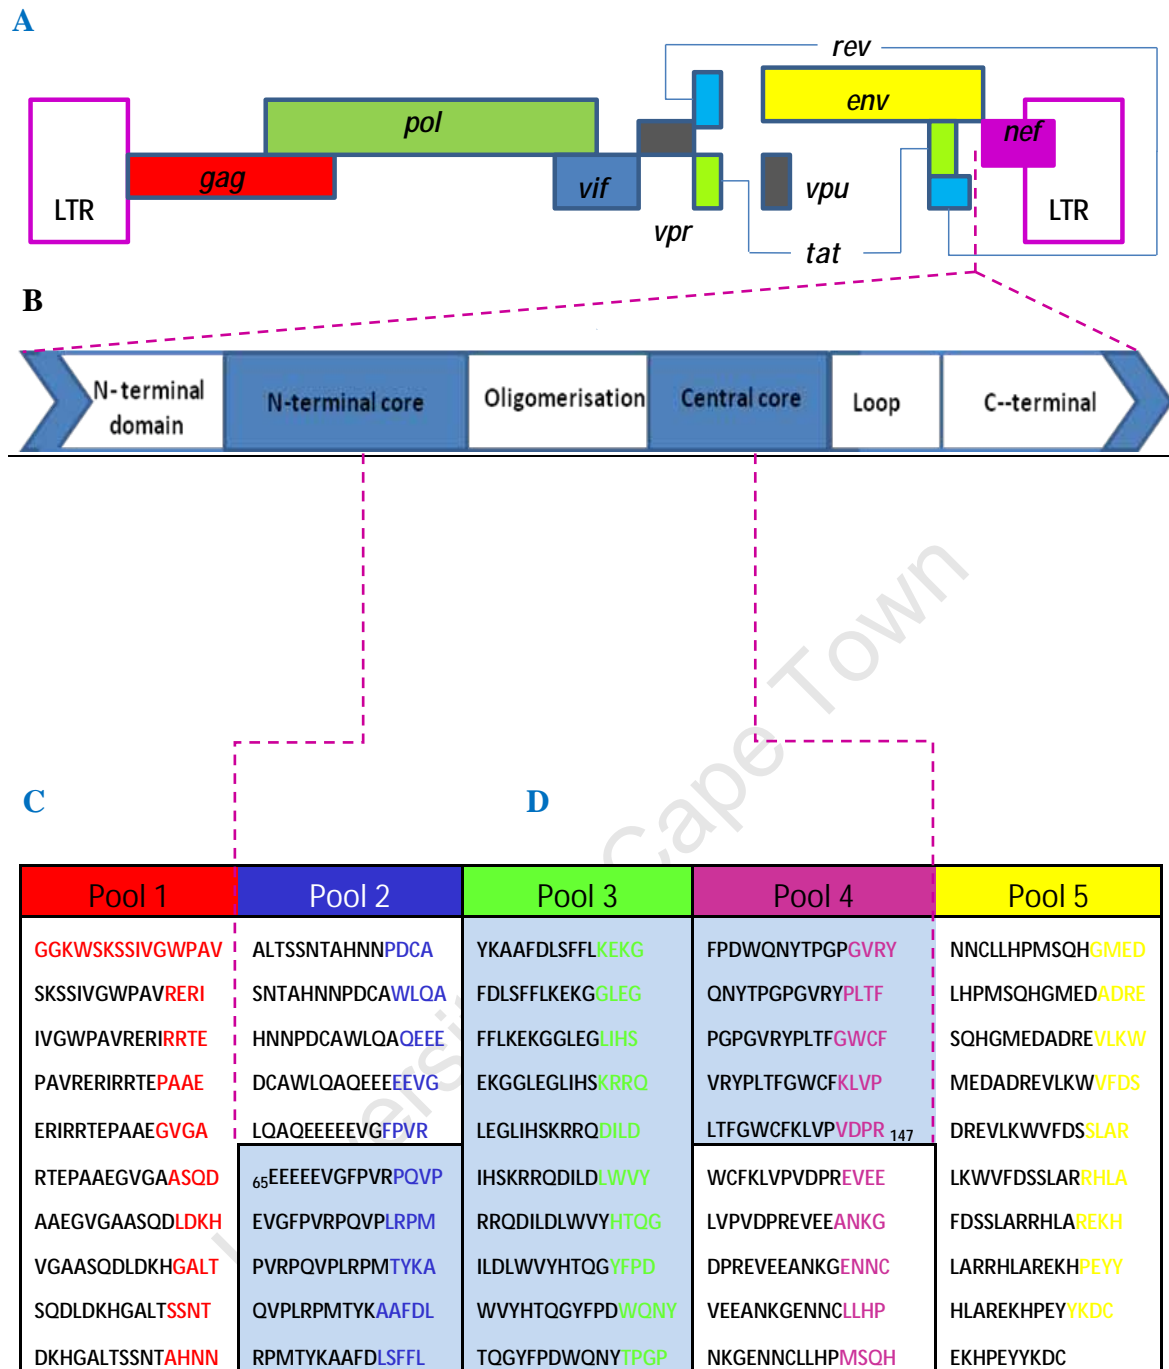 A
rev
env
pol
nef
gag
vif
vpu
LTR
LTR
vpr
tat
B
N- terminal domain
N-terminal core
Oligomerisation
Central core
Loop
C--terminal
C
D
Pool 1 Pool 2 Pool 3 Pool 4 Pool 5
GGKWSKSSIVGWPAV ALTSSNTAHNNPDCA YKAAFDLSFFLKEKG FPDWQNYTPGPGVRY NNCLLHPMSQHGMED
SKSSIVGWPAVRERI SNTAHNNPDCAWLQA FDLSFFLKEKGGLEG QNYTPGPGVRYPLTF LHPMSQHGMEDADRE
IVGWPAVRERIRRTE HNNPDCAWLQAQEEE FFLKEKGGLEGLIHS PGPGVRYPLTFGWCF SQHGMEDADREVLKW
PAVRERIRRTEPAAE DCAWLQAQEEEEEVG EKGGLEGLIHSKRRQ VRYPLTFGWCFKLVP MEDADREVLKWVFDS
ERIRRTEPAAEGVGA LQAQEEEEEVGFPVR LEGLIHSKRRQDILD LTFGWCFKLVPVDPR 147 DREVLKWVFDSSLAR
RTEPAAEGVGAASQD 65EEEEVGFPVRPQVP IHSKRRQDILDLWVY WCFKLVPVDPREVEE LKWVFDSSLARRHLA
AAEGVGAASQDLDKH EVGFPVRPQVPLRPM RRQDILDLWVYHTQG LVPVDPREVEEANKG FDSSLARRHLAREKH
VGAASQDLDKHGALT PVRPQVPLRPMTYKA ILDLWVYHTQGYFPD DPREVEEANKGENNC LARRHLAREKHPEYY
SQDLDKHGALTSSNT QVPLRPMTYKAAFDL WVYHTQGYFPDWQNY VEEANKGENNCLLHP HLAREKHPEYYKDC
DKHGALTSSNTAHNN RPMTYKAAFDLSFFL TQGYFPDWQNYTPGP NKGENNCLLHPMSQH EKHPEYYKDC
Cape Town